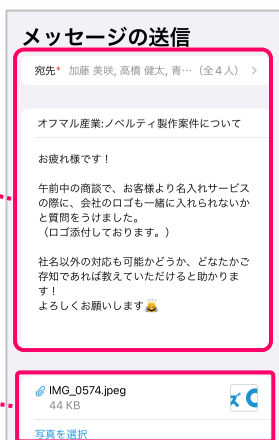 メッセージの送信
宛先* 加藤 美咲, 高橋 健太, 青… （全4人） >
オフマル産業:ノベルティ製作案件について
お疲れ様です！
午前中の商談で、お客様より名入れサービス
の際に、会社のロゴも一緒に入れられないか
と質問をうけました。
（ロゴ添付しております。）
社名以外の対応も可能かどうか、どなたかご
存知であれば教えていただけると助かりま
す！
よろしくお願いします🙇
IMG_0574.jpeg
44 KB
写真を選択